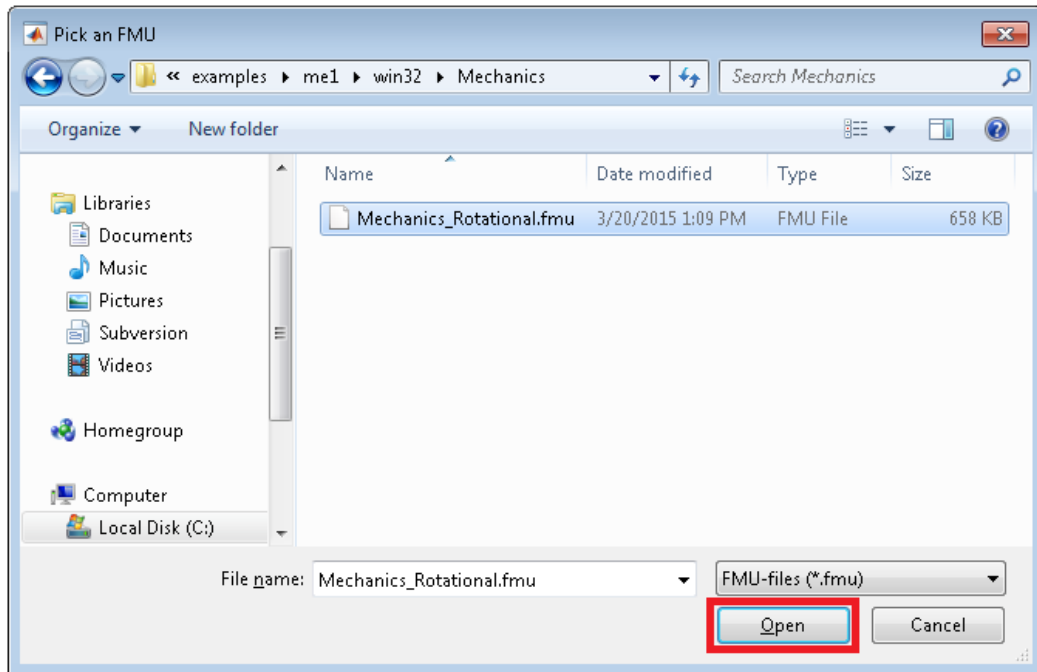 Pick an FMU
« examples ▸ me1 ▸ win32 ▸ Mechanics
Search Mechanics
Organize
New folder
Name Date modified Type Size
Mechanics_Rotational.fmu 3/20/2015 1:09 PM FMU File 658 KB
Libraries
Documents
Music
Pictures
Subversion
Videos
Homegroup
Computer
Local Disk (C:)
File name: Mechanics_Rotational.fmu FMU-files (*.fmu)
Open Cancel